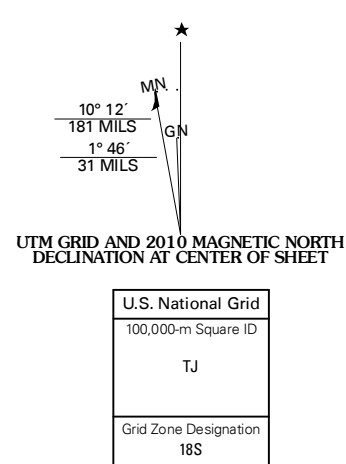 ★
MN
10° 12´
181 MILS
GN
1° 46´
31 MILS
UTM GRID AND 2010 MAGNETIC NORTH
DECLINATION AT CENTER OF SHEET
U.S. National Grid
100,000-m Square ID
TJ
Grid Zone Designation
18S